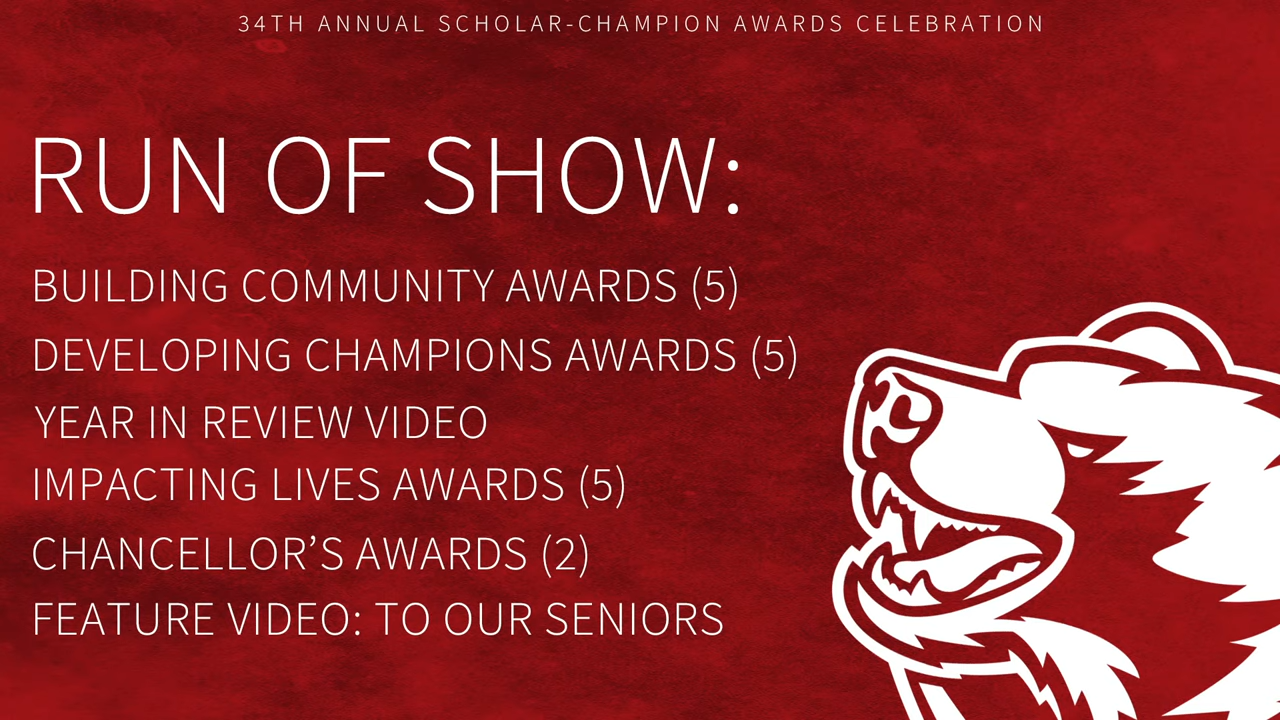 34TH ANNUAL SCHOLAR-CHAMPION AWARDS CELEBRATION
RUN OF SHOW:
BUILDING COMMUNITY AWARDS (5)
DEVELOPING CHAMPIONS AWARDS (5)
YEAR IN REVIEW VIDEO
IMPACTING LIVES AWARDS (5)
CHANCELLOR’S AWARDS (2)
FEATURE VIDEO: TO OUR SENIORS